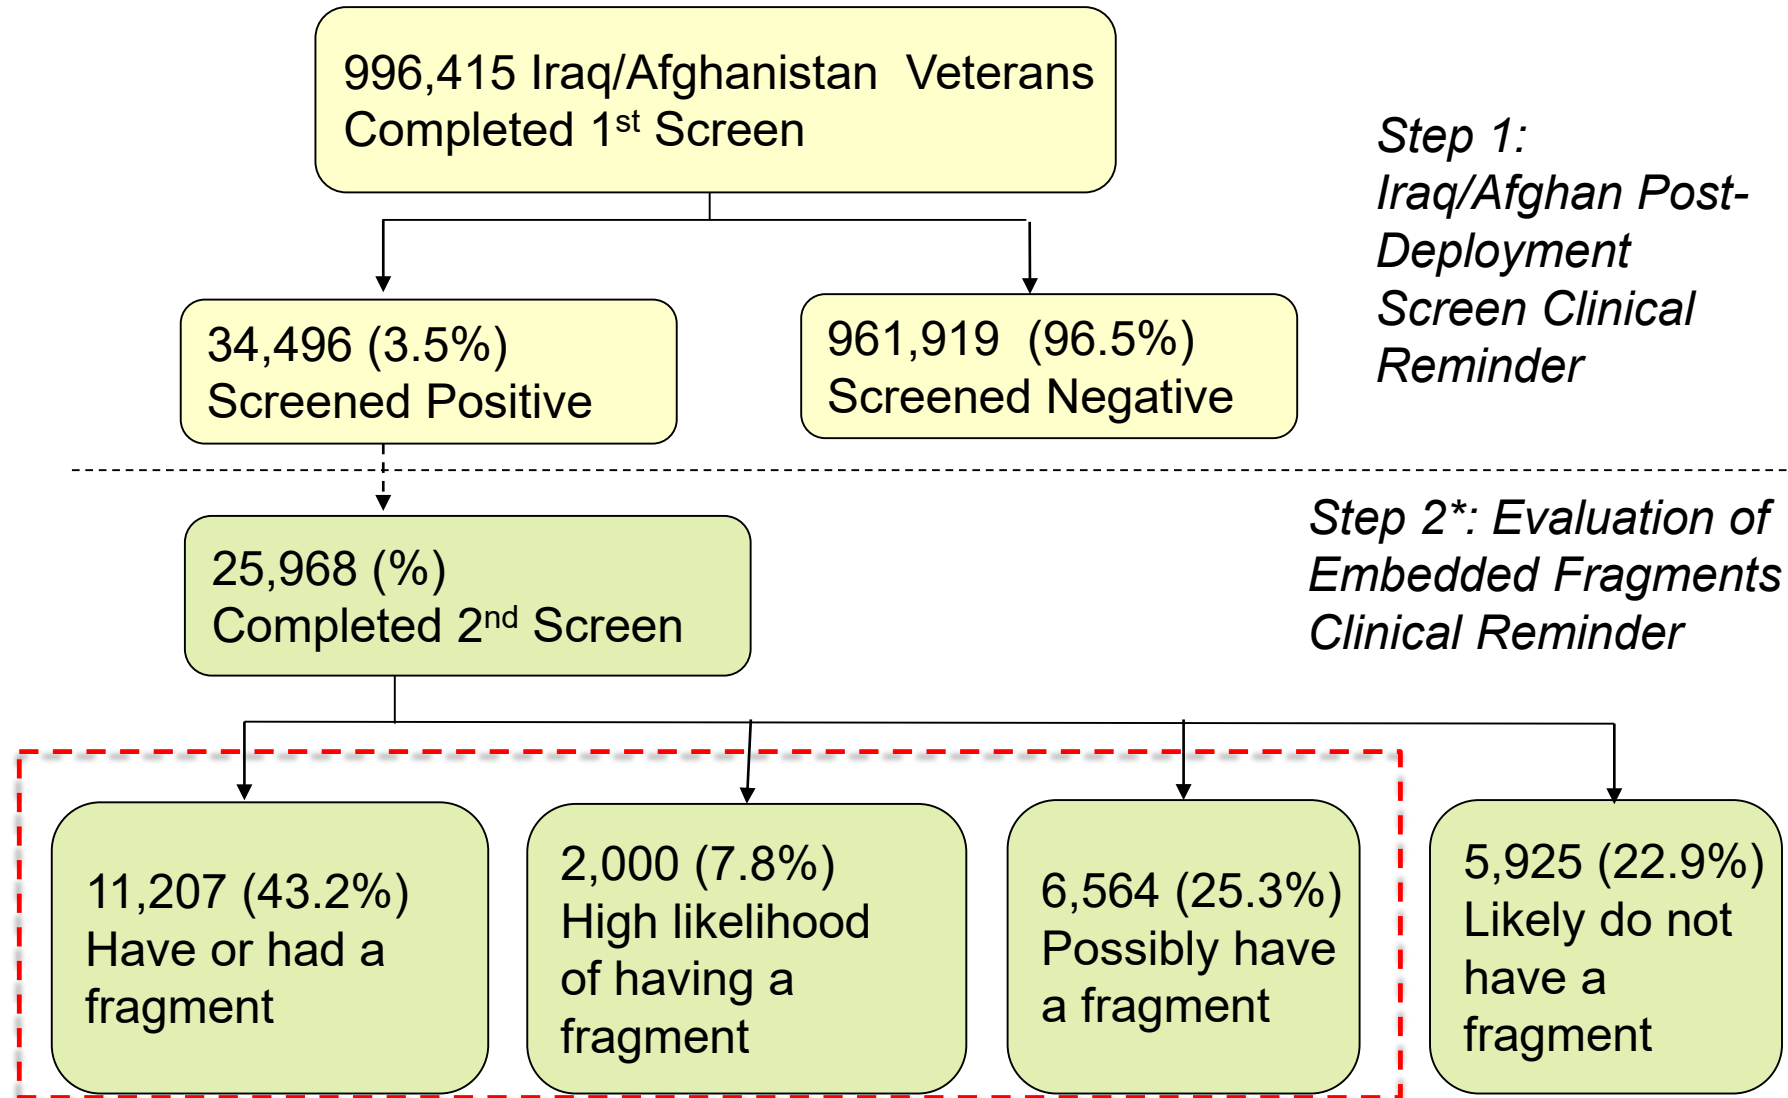 996,415 Iraq/Afghanistan Veterans
Completed 1st Screen
Step 1:
Iraq/Afghan Post-
Deployment
Screen Clinical
Reminder
34,496 (3.5%)
Screened Positive
961,919 (96.5%)
Screened Negative
Step 2*: Evaluation of
Embedded Fragments
Clinical Reminder
25,968 (%)
Completed 2nd Screen
11,207 (43.2%)
Have or had a
fragment
2,000 (7.8%)
High likelihood
of having a
fragment
6,564 (25.3%)
Possibly have
a fragment
5,925 (22.9%)
Likely do not
have a
fragment